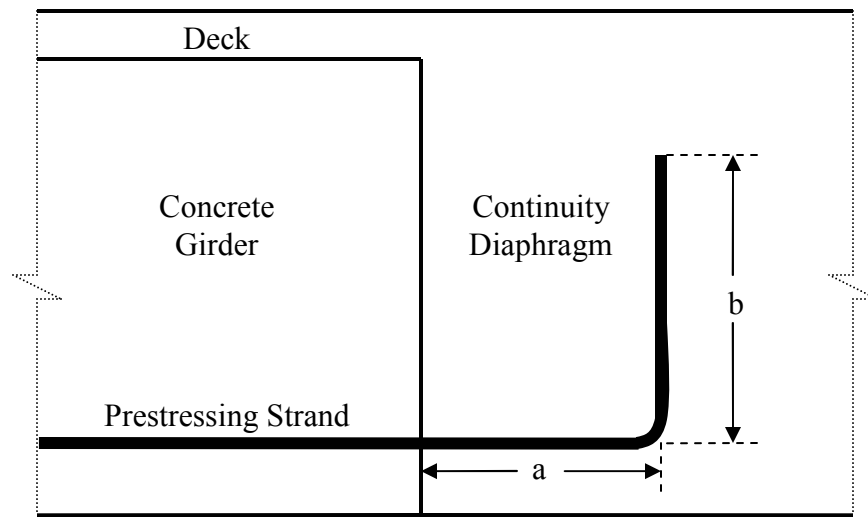 Deck
Concrete
Girder
Continuity
Diaphragm
b
Prestressing Strand
a